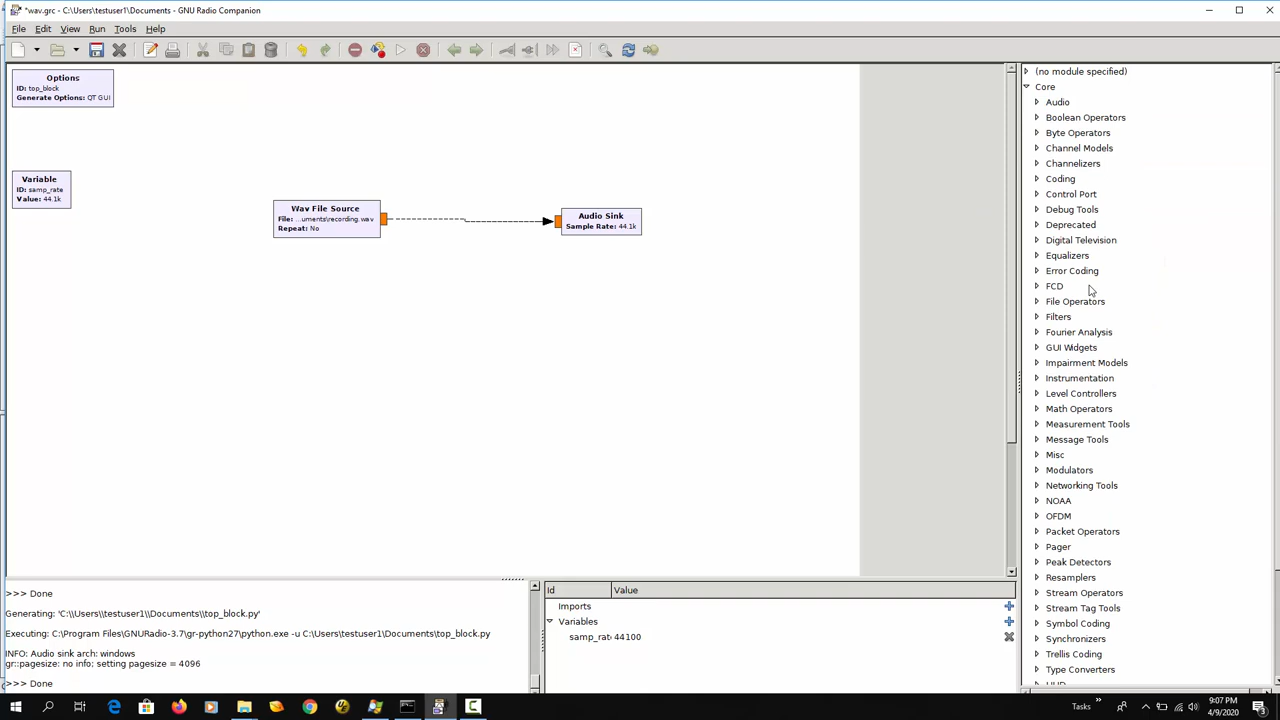 *wav.grc - C:\Users\testuser1\Documents - GNU Radio Companion
File Edit View Run Tools Help
Options
ID: top_block
Generate Options: QT GUI
Variable
ID: samp_rate
Value: 44.1k
Wav File Source
File: ...uments\recording.wav
Repeat: No
Audio Sink
Sample Rate: 44.1k
(no module specified)
Core
Audio
Boolean Operators
Byte Operators
Channel Models
Channelizers
Coding
Control Port
Debug Tools
Deprecated
Digital Television
Equalizers
Error Coding
FCD
File Operators
Filters
Fourier Analysis
GUI Widgets
Impairment Models
Instrumentation
Level Controllers
Math Operators
Measurement Tools
Message Tools
Misc
Modulators
Networking Tools
NOAA
OFDM
Packet Operators
Pager
Peak Detectors
Resamplers
Stream Operators
Stream Tag Tools
Symbol Coding
Synchronizers
Trellis Coding
Type Converters
>>> Done
Generating: 'C:\\Users\\testuser1\\Documents\\top_block.py'
Executing: C:\Program Files\GNURadio-3.7\gr-python27\python.exe -u C:\Users\testuser1\Documents\top_block.py
INFO: Audio sink arch: windows
gr::pagesize: no info: setting pagesize = 4096
>>> Done
Id Value
Imports
Variables
samp_rat 44100
Tasks
9:07 PM
4/9/2020